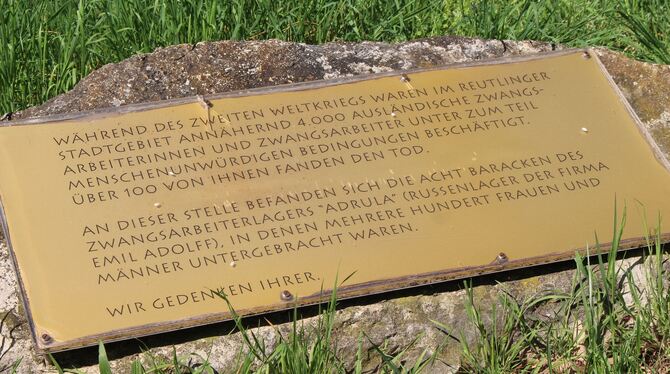 WÄHREND DES ZWEITEN WELTKRIEGS WAREN IM REUTLINGER
STADTGEBIET ANNÄHERND 4.000 AUSLÄNDISCHE ZWANGS-
ARBEITERINNEN UND ZWANGSARBEITER UNTER ZUM TEIL
MENSCHENUNWÜRDIGEN BEDINGUNGEN BESCHÄFTIGT.
ÜBER 100 VON IHNEN FANDEN DEN TOD.
AN DIESER STELLE BEFANDEN SICH DIE ACHT BARACKEN DES
ZWANGSARBEITERLAGERS "ADRULA" (RUSSENLAGER DER FIRMA
EMIL ADOLFF), IN DENEN MEHRERE HUNDERT FRAUEN UND
MÄNNER UNTERGEBRACHT WAREN.
WIR GEDENKEN IHRER.